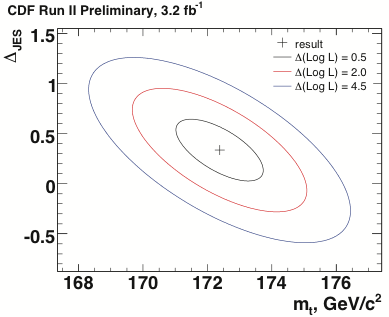 CDF Run II Preliminary, 3.2 fb⁻¹
Δ_JES
1.5
1
0.5
0
-0.5
+ result
Δ(Log L) = 0.5
Δ(Log L) = 2.0
Δ(Log L) = 4.5
168 170 172 174 176
m_t, GeV/c²